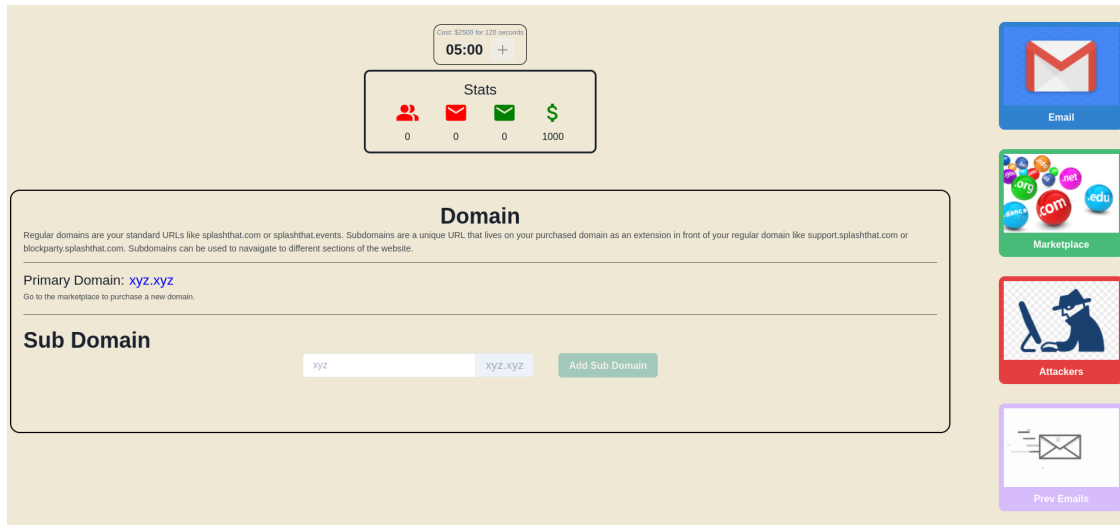 Cost: $2500 for 120 seconds
05:00 +
Stats
0 0 0 1000
Domain
Regular domains are your standard URLs like splashthat.com or splashthat.events. Subdomains are a unique URL that lives on your purchased domain as an extension in front of your regular domain like support.splashthat.com or
blockparty.splashthat.com. Subdomains can be used to navaigate to different sections of the website.
Primary Domain: xyz.xyz
Go to the marketplace to purchase a new domain.
Sub Domain
xyz xyz.xyz Add Sub Domain
Email
.info
.net
.org
.edu
.com
Marketplace
Attackers
Prev Emails